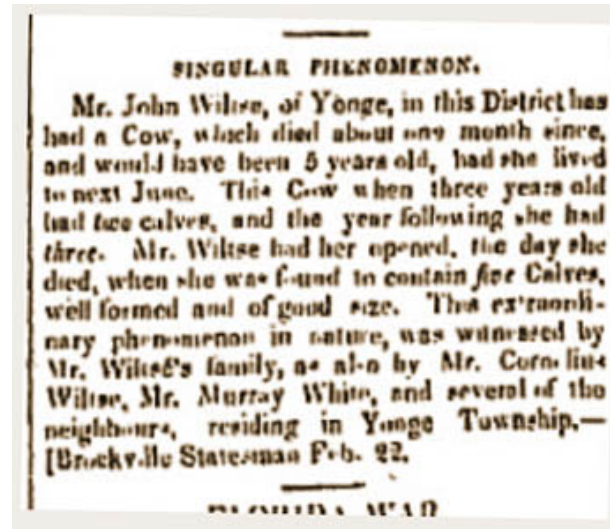 SINGULAR PHENOMENON.
Mr. John Wiltse, of Yonge, in this District has
had a Cow, which died about one month since,
and would have been 5 years old, had she lived
to next June. This Cow when three years old
had two calves, and the year following she had
three. Mr. Wiltse had her opened, the day she
died, when she was found to contain five Calves,
well formed and of good size. This extraordi-
nary phenomenon in nature, was witnessed by
Mr. Wiltse's family, as also by Mr. Cornelius
Wiltse, Mr. Murray White, and several of the
neighbours, residing in Yonge Township.—
[Brockville Statesman Feb. 22.
FLORIDA WAR